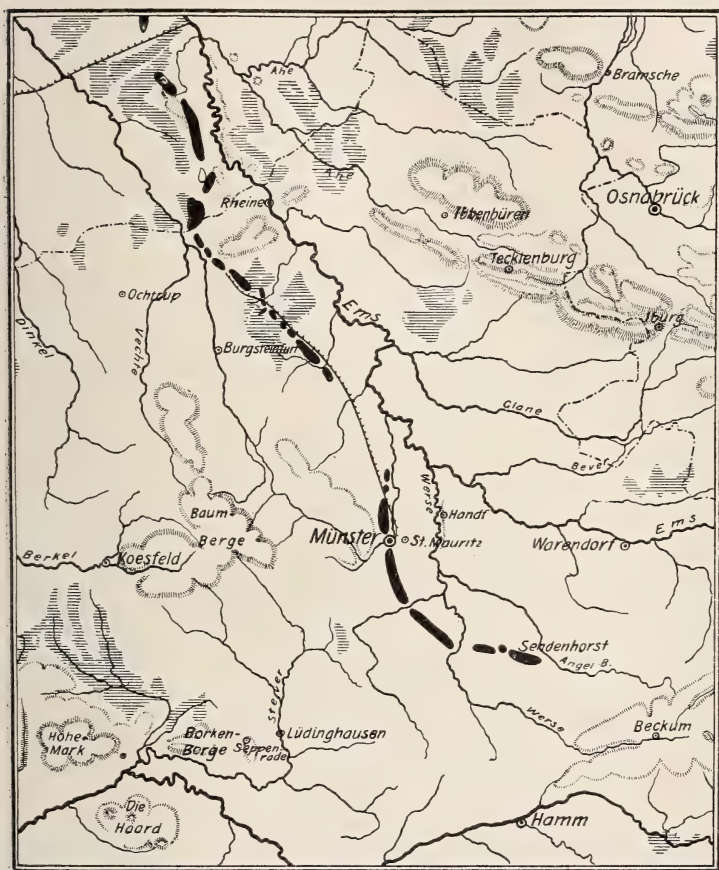 Ahe
Bramsche
Ahe
Rheine
Ibbenbüren
Osnabrück
Tecklenburg
Ochtrup
Ems
Iburg
Dinkel
Vechte
Burgsteinfurt
Glane
Bever
Baum-
Berge
Werse
Handf
Ems
Münster
St. Mauritz
Warendorf
Berkel
Koesfeld
Sendenhorst
Angel B.
Stever
Werse
Beckum
Hohe
Mark
Borken-
Berge
Seppen-
rade
Lüdinghausen
Die
Haard
Hamm